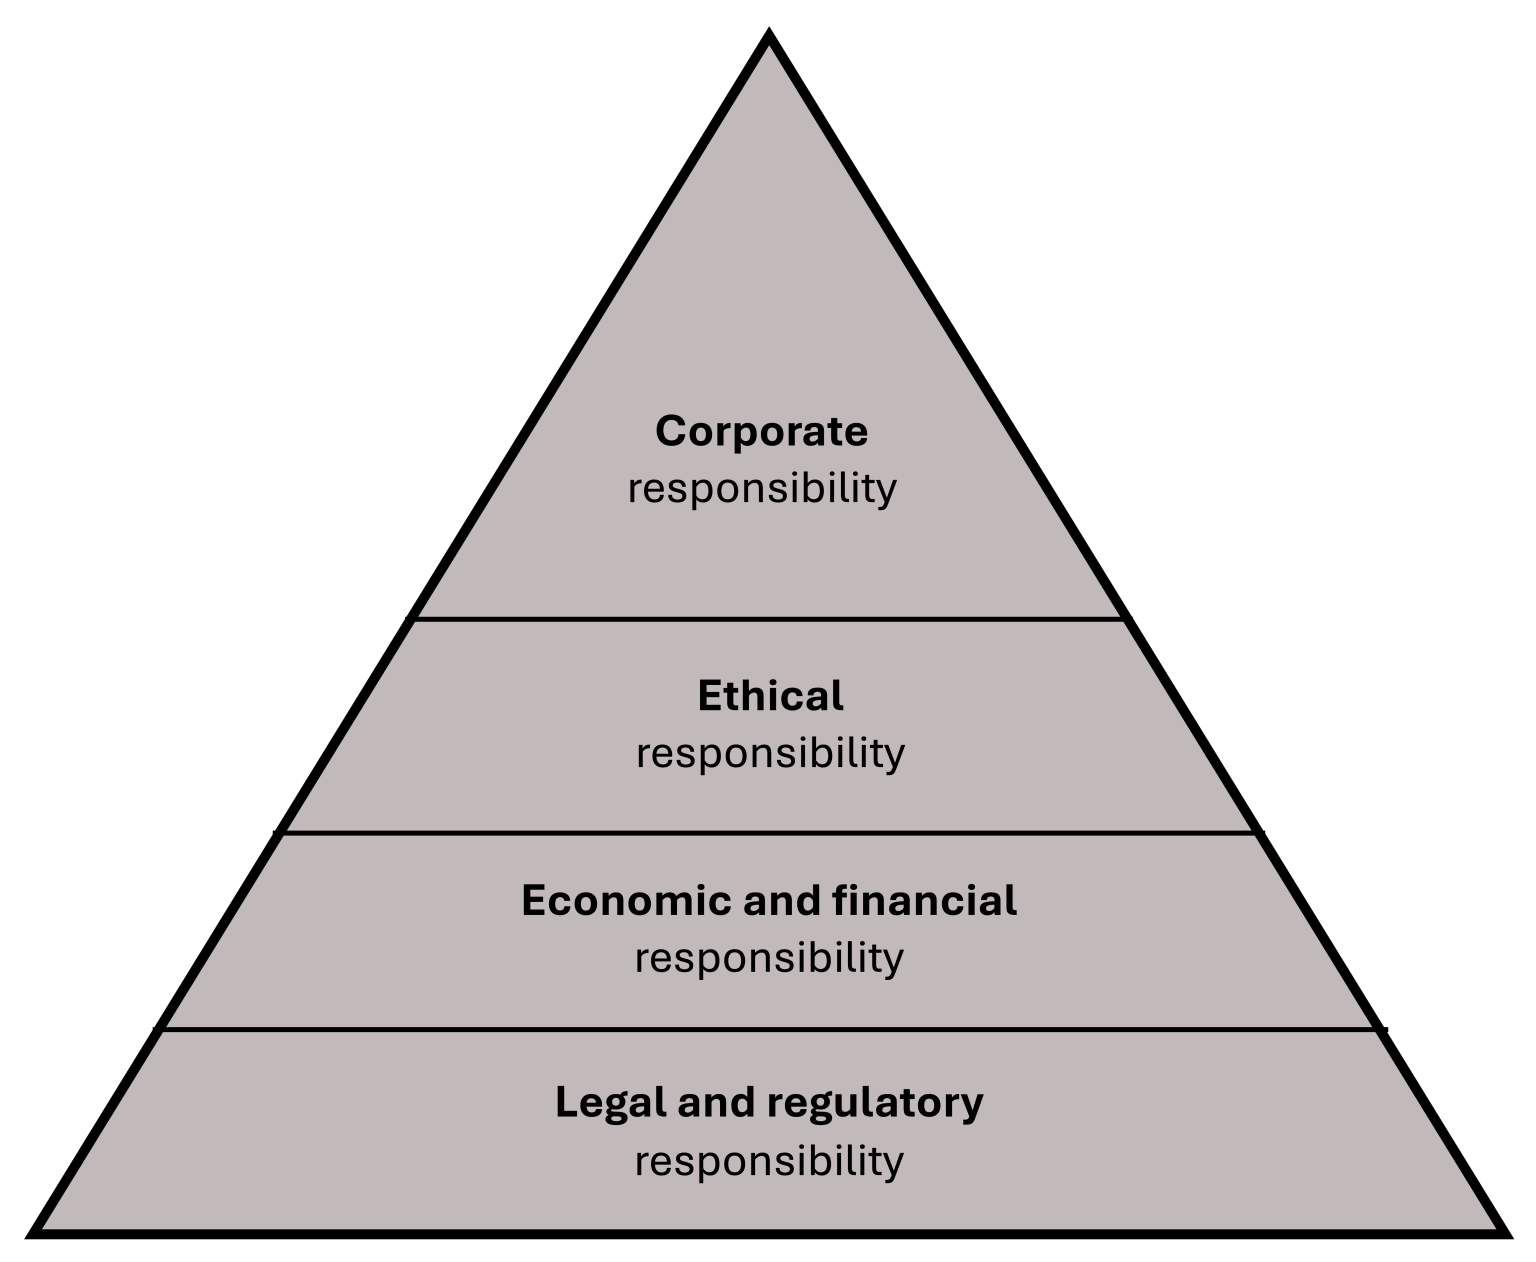 Corporate
responsibility
Ethical
responsibility
Economic and financial
responsibility
Legal and regulatory
responsibility